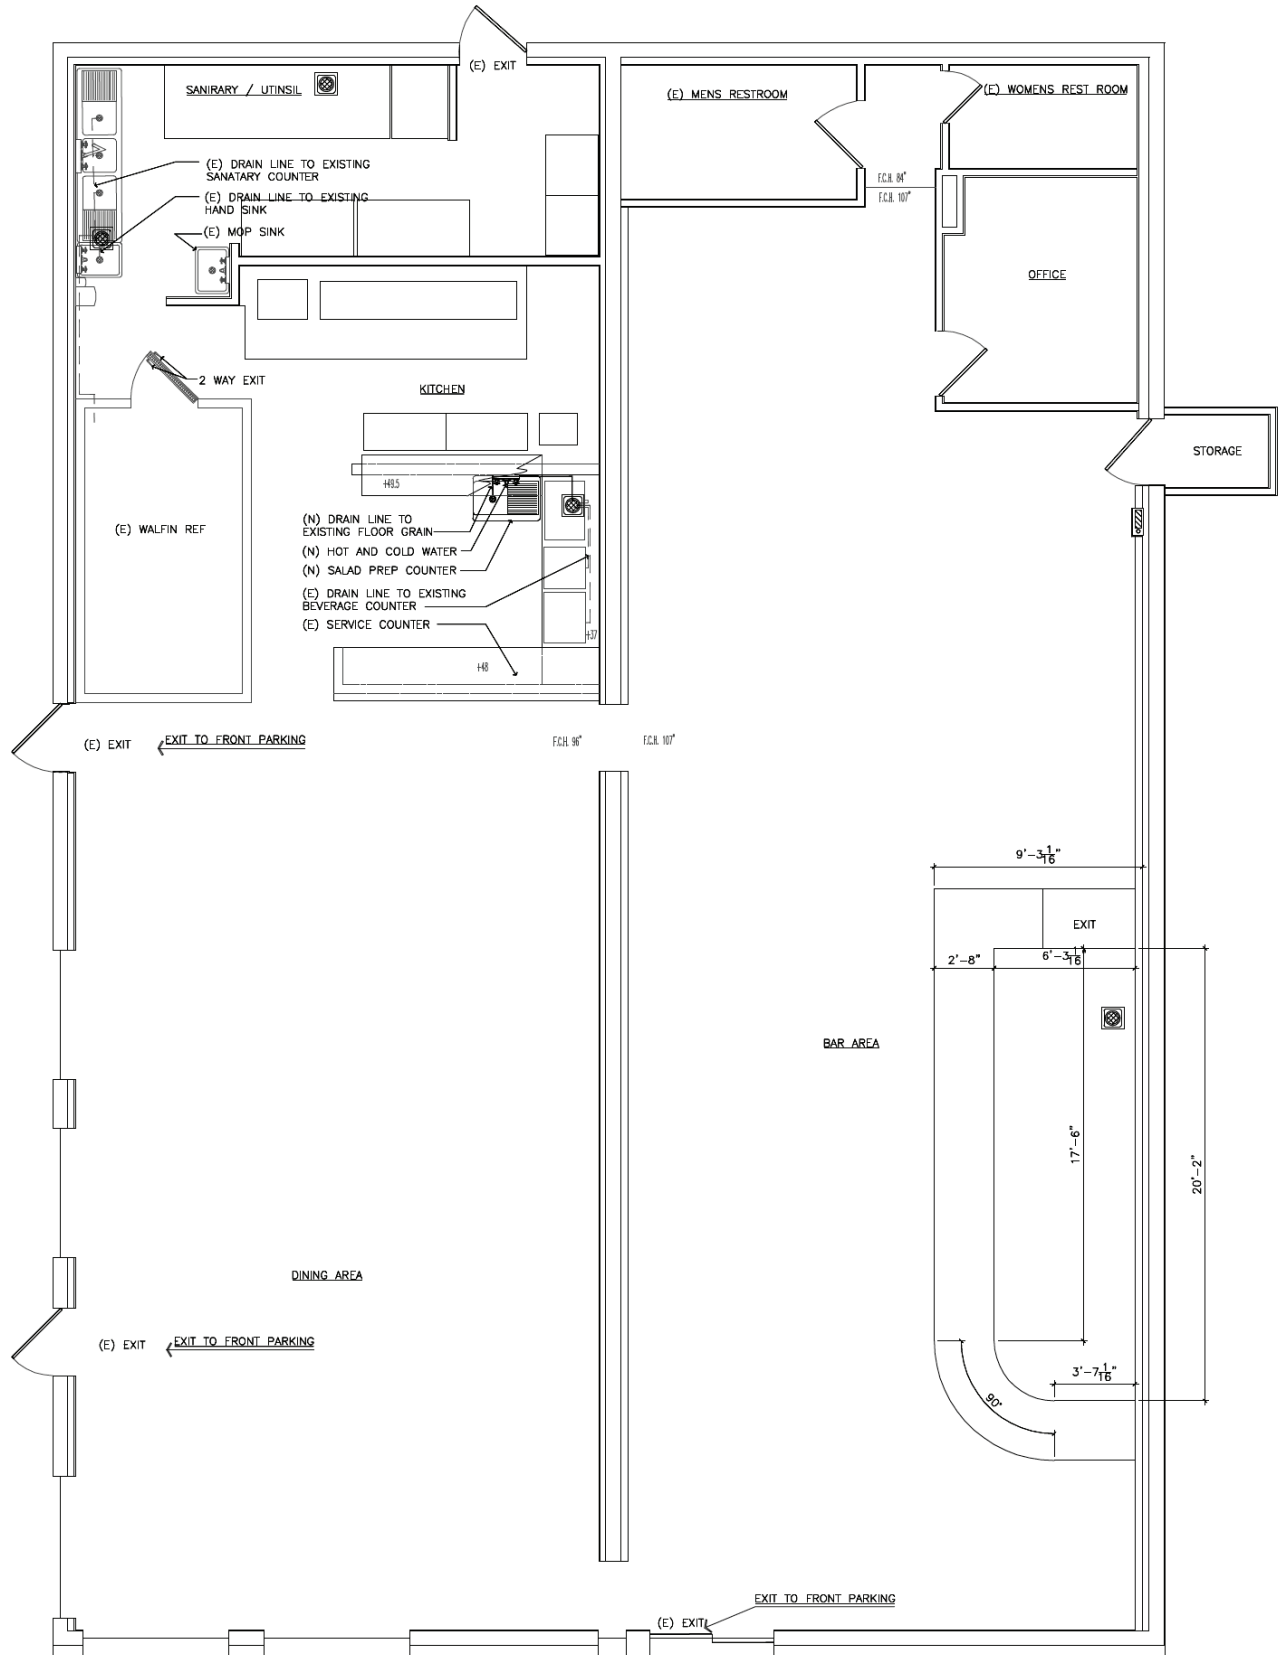 (E) EXIT
SANIRARY / UTINSIL
(E) MENS RESTROOM
(E) WOMENS REST ROOM
(E) DRAIN LINE TO EXISTING
SANATARY COUNTER
(E) DRAIN LINE TO EXISTING
HAND SINK
(E) MOP SINK
F.C.H. 84"
F.C.H. 107"
OFFICE
2 WAY EXIT
KITCHEN
STORAGE
+49.5
(E) WALFIN REF
(N) DRAIN LINE TO
EXISTING FLOOR GRAIN
(N) HOT AND COLD WATER
(N) SALAD PREP COUNTER
(E) DRAIN LINE TO EXISTING
BEVERAGE COUNTER
(E) SERVICE COUNTER
+37
+48
(E) EXIT
EXIT TO FRONT PARKING
F.C.H. 96"
F.C.H. 107"
9'-3 1/16"
EXIT
2'-8"
6'-3 1/16"
BAR AREA
17'-6"
20'-2"
DINING AREA
(E) EXIT
EXIT TO FRONT PARKING
3'-7 1/16"
90°
EXIT TO FRONT PARKING
(E) EXIT